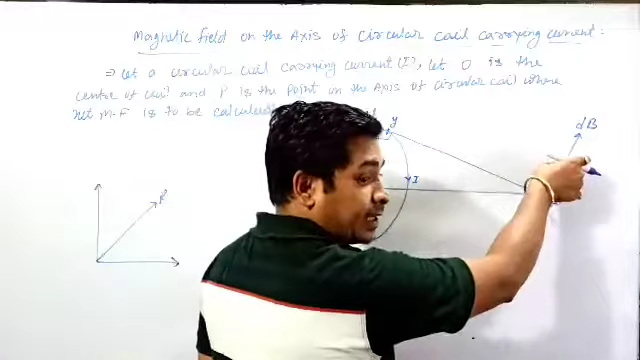 Magnetic field on the Axis of circular coil carrying current :
⇒ Let a circular coil carrying current (I), let O is the
centre of coil and P is the point on the Axis of circular coil where
net M.F is to be calculated
y
dB
I